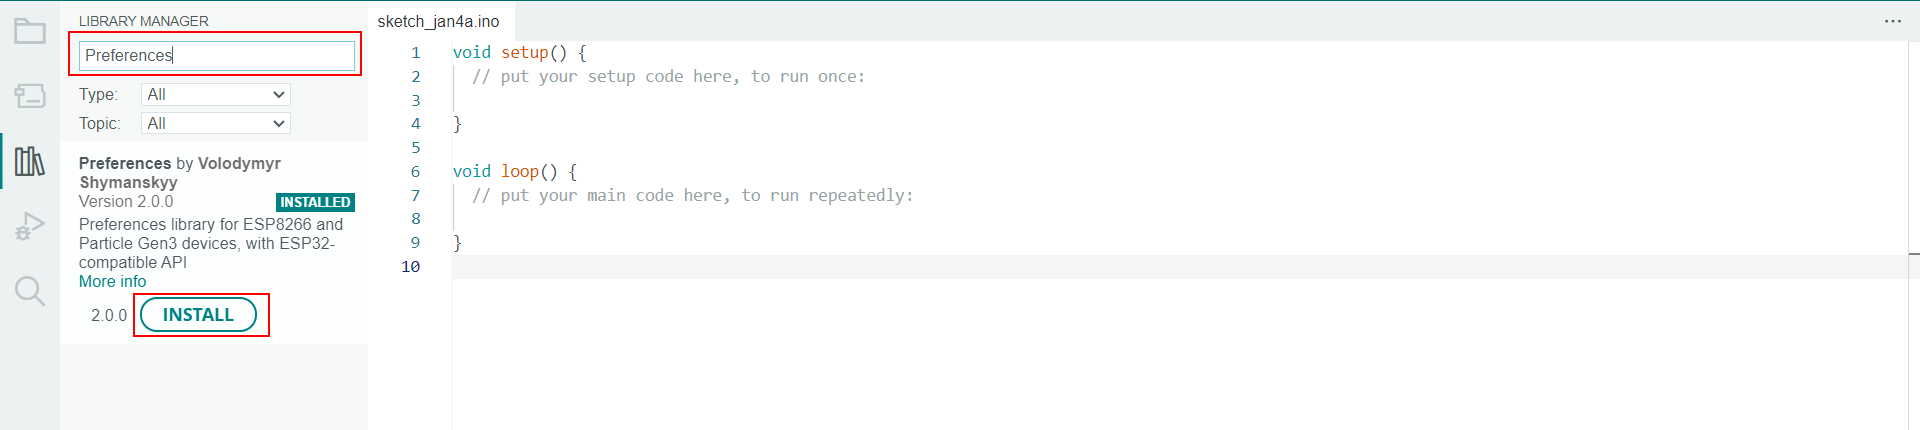 LIBRARY MANAGER
Preferences
Type: All
Topic: All
Preferences by Volodymyr
Shymanskyy
Version 2.0.0 INSTALLED
Preferences library for ESP8266 and
Particle Gen3 devices, with ESP32-
compatible API
More info
2.0.0 INSTALL
sketch_jan4a.ino
1 void setup() {
2 // put your setup code here, to run once:
3
4 }
5
6 void loop() {
7 // put your main code here, to run repeatedly:
8
9 }
10